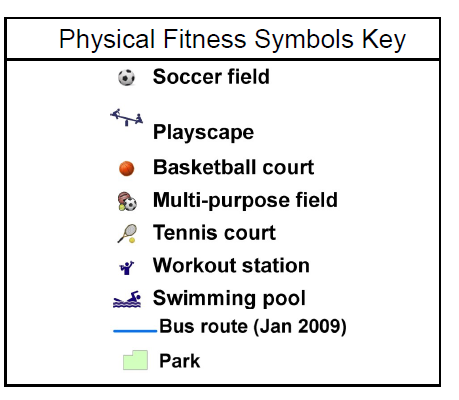 Physical Fitness Symbols Key
Soccer field
Playscape
Basketball court
Multi-purpose field
Tennis court
Workout station
Swimming pool
Bus route (Jan 2009)
Park